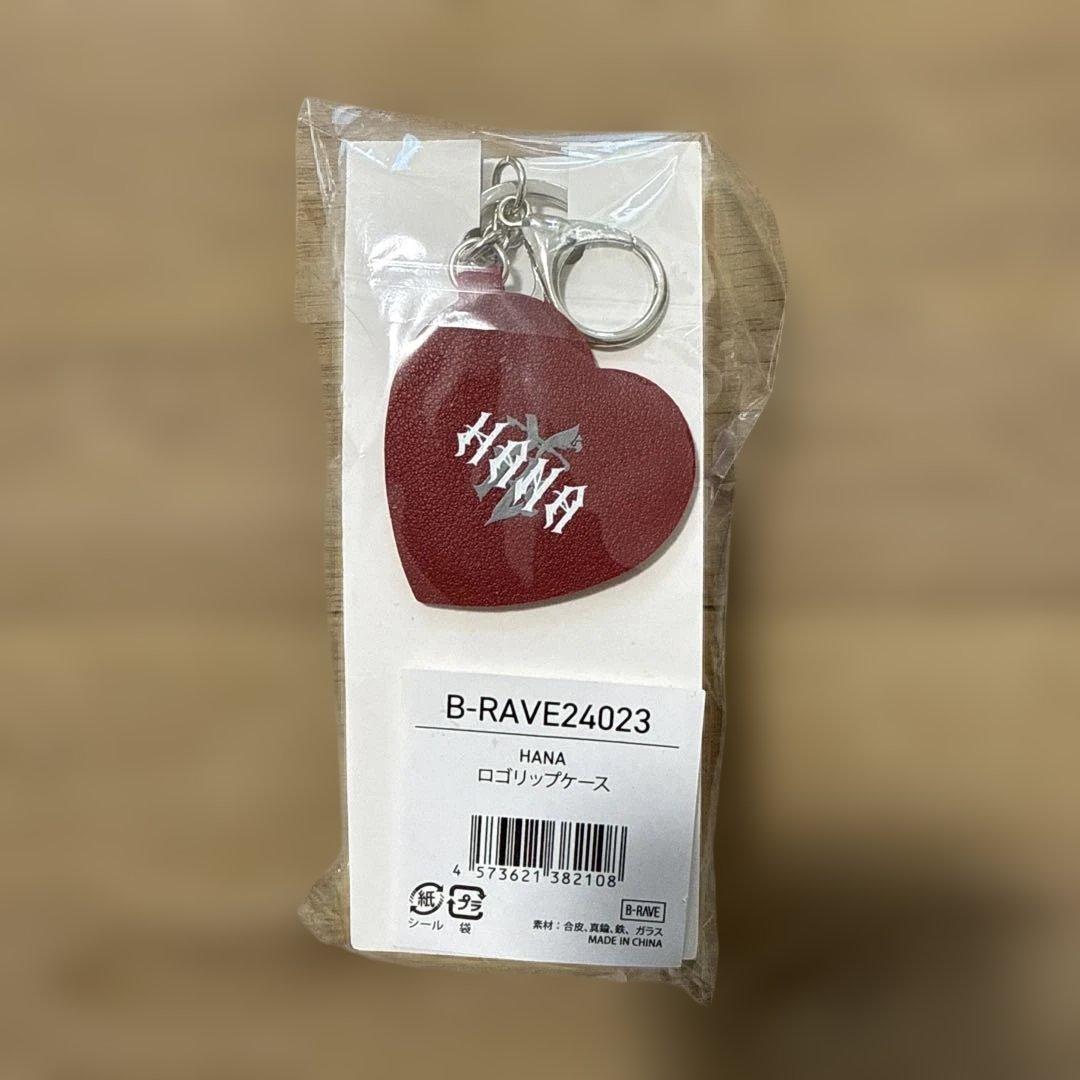 HANA
B-RAVE24023
HANA
ロゴリップケース
4 573621 382108
紙 プラ
シール 袋
B-RAVE
素材：合皮、真鍮、鉄、ガラス
MADE IN CHINA